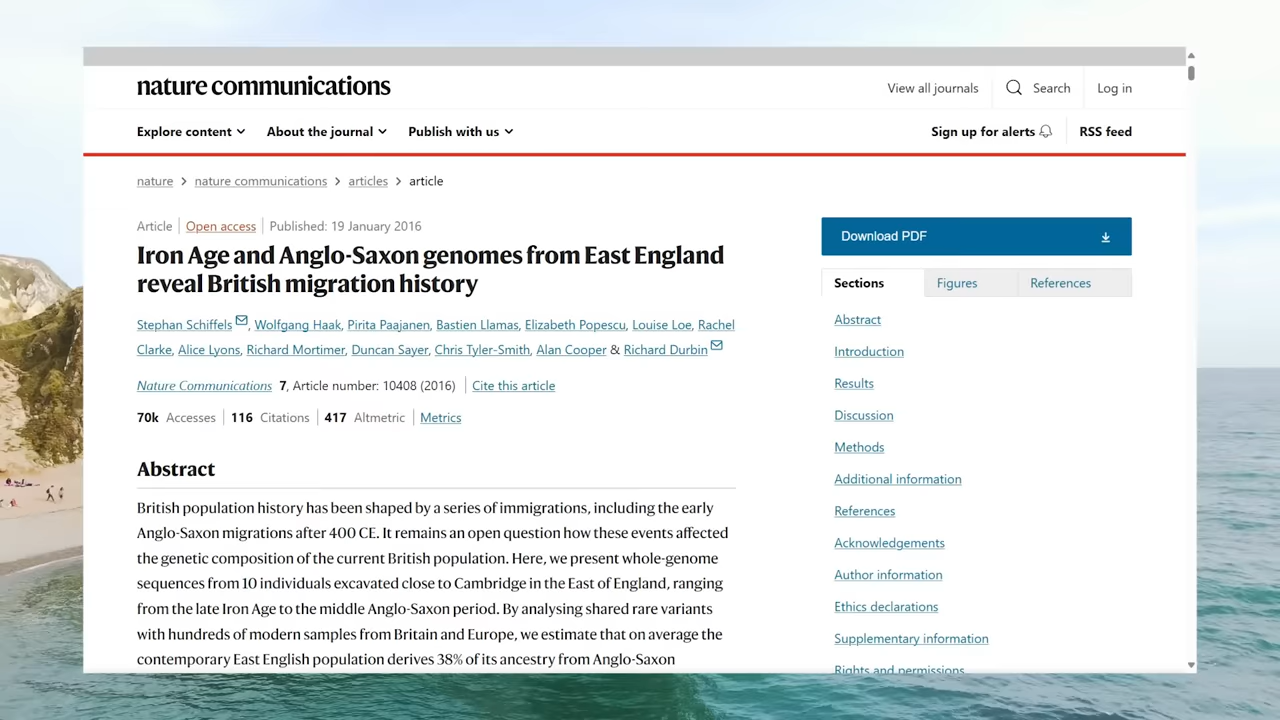 nature communications
View all journals
Search
Log in
Explore content
About the journal
Publish with us
Sign up for alerts
RSS feed
nature > nature communications > articles > article
Article | Open access | Published: 19 January 2016
Iron Age and Anglo-Saxon genomes from East England
reveal British migration history
Stephan Schiffels, Wolfgang Haak, Pirita Paajanen, Bastien Llamas, Elizabeth Popescu, Louise Loe, Rachel
Clarke, Alice Lyons, Richard Mortimer, Duncan Sayer, Chris Tyler-Smith, Alan Cooper & Richard Durbin
Nature Communications 7, Article number: 10408 (2016) | Cite this article
70k Accesses | 116 Citations | 417 Altmetric | Metrics
Abstract
British population history has been shaped by a series of immigrations, including the early
Anglo-Saxon migrations after 400 CE. It remains an open question how these events affected
the genetic composition of the current British population. Here, we present whole-genome
sequences from 10 individuals excavated close to Cambridge in the East of England, ranging
from the late Iron Age to the middle Anglo-Saxon period. By analysing shared rare variants
with hundreds of modern samples from Britain and Europe, we estimate that on average the
contemporary East English population derives 38% of its ancestry from Anglo-Saxon
Download PDF
Sections
Figures
References
Abstract
Introduction
Results
Discussion
Methods
Additional information
References
Acknowledgements
Author information
Ethics declarations
Supplementary information
Rights and permissions